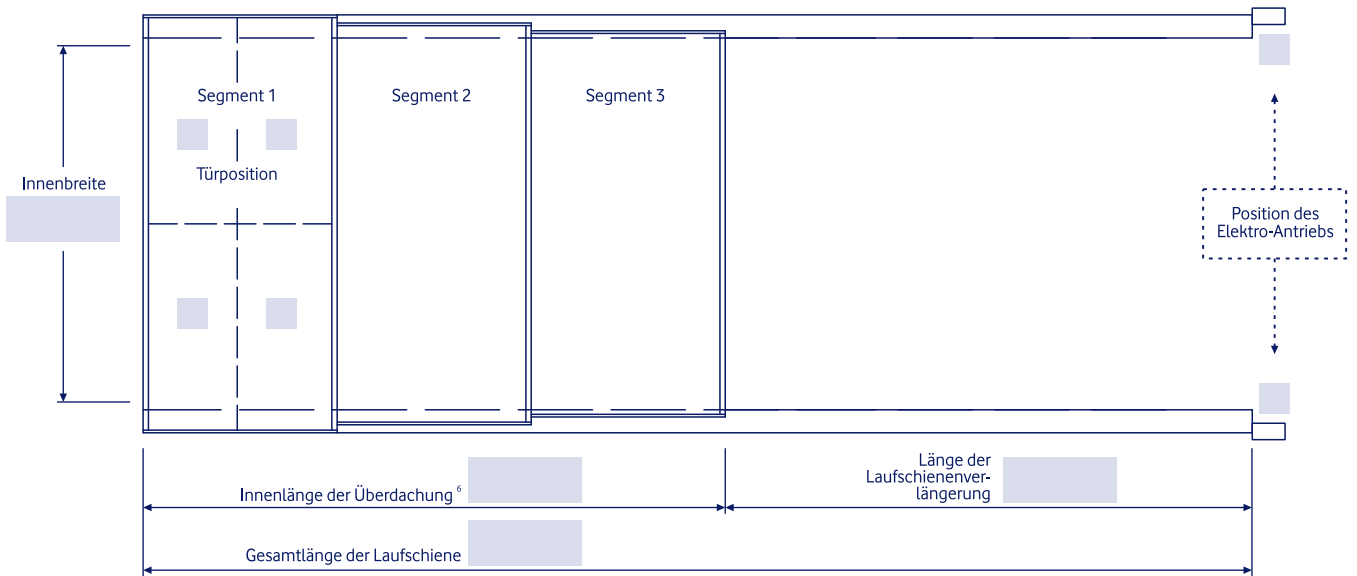 Segment 1
Segment 2
Segment 3
Türposition
Innenbreite
Position des
Elektro-Antriebs
Innenlänge der Überdachung ⁶
Länge der
Laufschienenver-
längerung
Gesamtlänge der Laufschiene